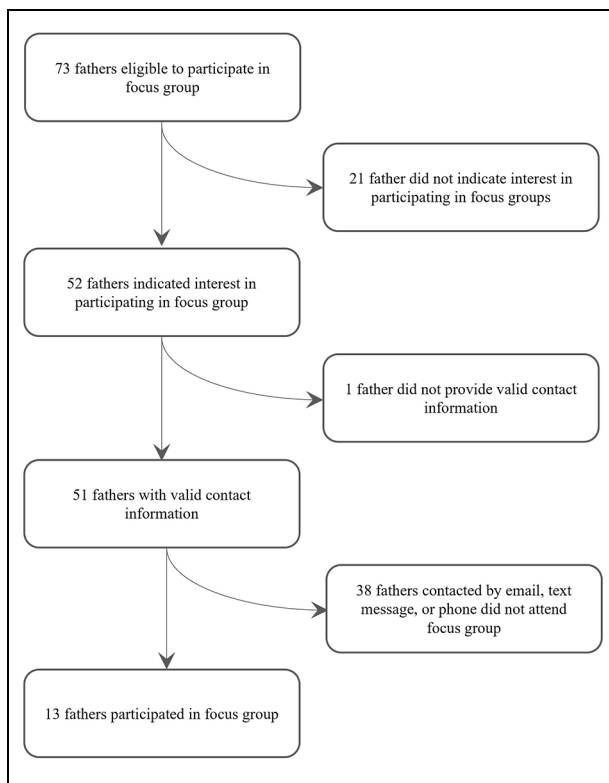 73 fathers eligible to participate in
focus group
21 father did not indicate interest in
participating in focus groups
52 fathers indicated interest in
participating in focus group
1 father did not provide valid contact
information
51 fathers with valid contact
information
38 fathers contacted by email, text
message, or phone did not attend
focus group
13 fathers participated in focus group